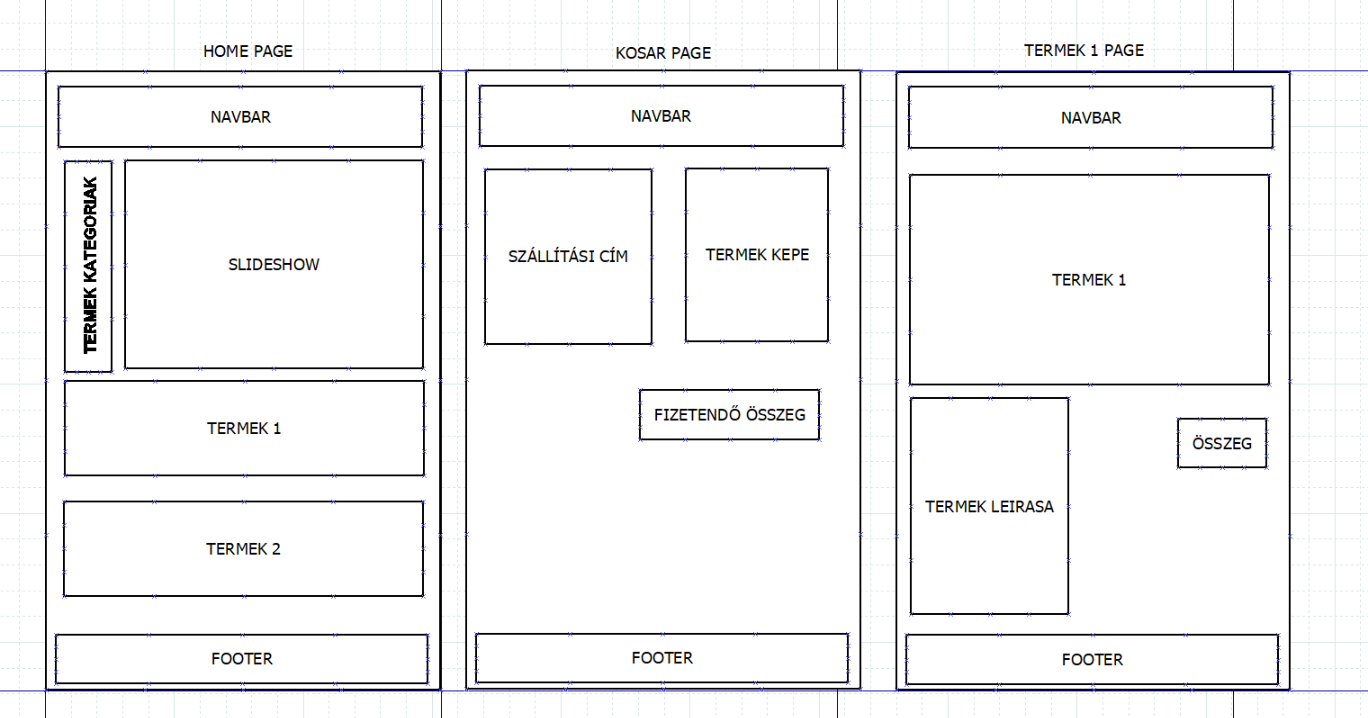 HOME PAGE
NAVBAR
TERMEK KATEGORIAK
SLIDESHOW
TERMEK 1
TERMEK 2
FOOTER
KOSAR PAGE
NAVBAR
SZÁLLÍTÁSI CÍM
TERMEK KEPE
FIZETENDŐ ÖSSZEG
FOOTER
TERMEK 1 PAGE
NAVBAR
TERMEK 1
TERMEK LEIRASA
ÖSSZEG
FOOTER